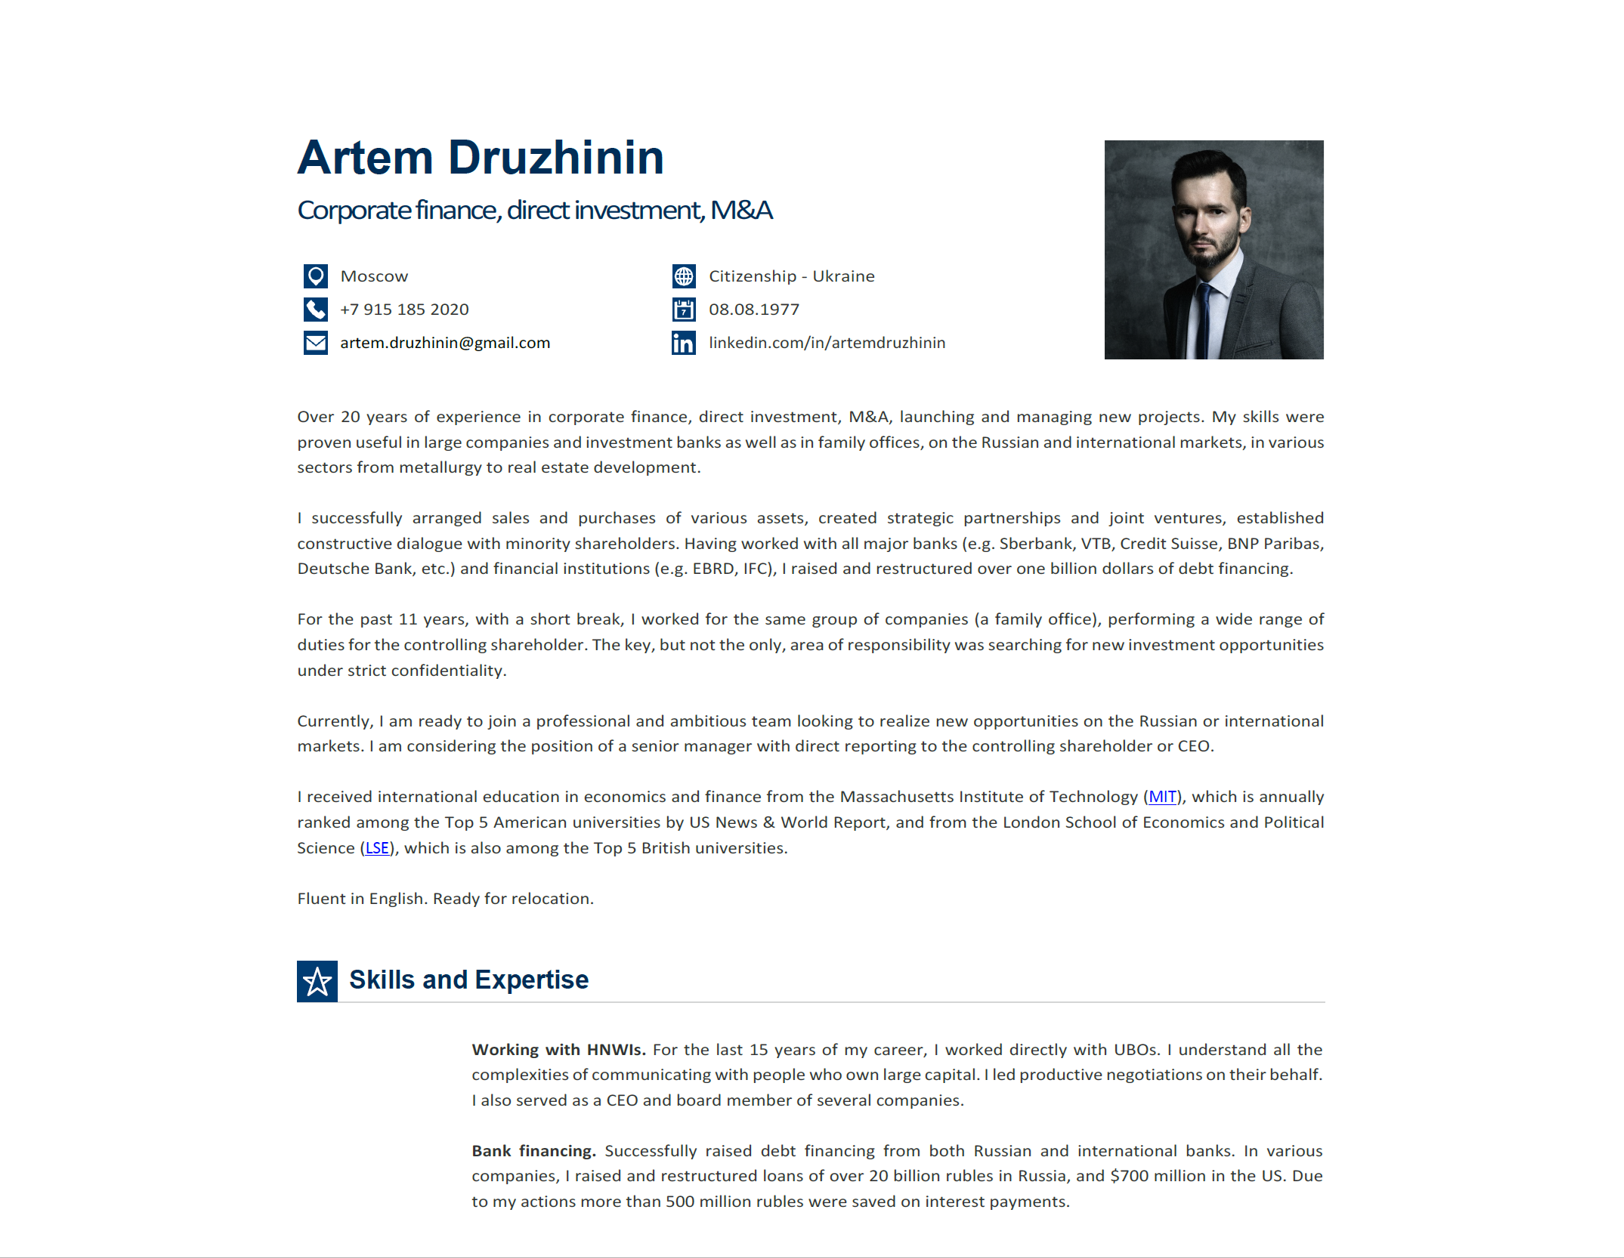 Artem Druzhinin
Corporate finance, direct investment, M&A
Moscow
Citizenship - Ukraine
+7 915 185 2020
7
08.08.1977
artem.druzhinin@gmail.com
in
linkedin.com/in/artemdruzhinin
Over 20 years of experience in corporate finance, direct investment, M&A, launching and managing new projects. My skills were
proven useful in large companies and investment banks as well as in family offices, on the Russian and international markets, in various
sectors from metallurgy to real estate development.
I successfully arranged sales and purchases of various assets, created strategic partnerships and joint ventures, established
constructive dialogue with minority shareholders. Having worked with all major banks (e.g. Sberbank, VTB, Credit Suisse, BNP Paribas,
Deutsche Bank, etc.) and financial institutions (e.g. EBRD, IFC), I raised and restructured over one billion dollars of debt financing.
For the past 11 years, with a short break, I worked for the same group of companies (a family office), performing a wide range of
duties for the controlling shareholder. The key, but not the only, area of responsibility was searching for new investment opportunities
under strict confidentiality.
Currently, I am ready to join a professional and ambitious team looking to realize new opportunities on the Russian or international
markets. I am considering the position of a senior manager with direct reporting to the controlling shareholder or CEO.
I received international education in economics and finance from the Massachusetts Institute of Technology (MIT), which is annually
ranked among the Top 5 American universities by US News & World Report, and from the London School of Economics and Political
Science (LSE), which is also among the Top 5 British universities.
Fluent in English. Ready for relocation.
Skills and Expertise
Working with HNWIs. For the last 15 years of my career, I worked directly with UBOs. I understand all the
complexities of communicating with people who own large capital. I led productive negotiations on their behalf.
I also served as a CEO and board member of several companies.
Bank financing. Successfully raised debt financing from both Russian and international banks. In various
companies, I raised and restructured loans of over 20 billion rubles in Russia, and $700 million in the US. Due
to my actions more than 500 million rubles were saved on interest payments.